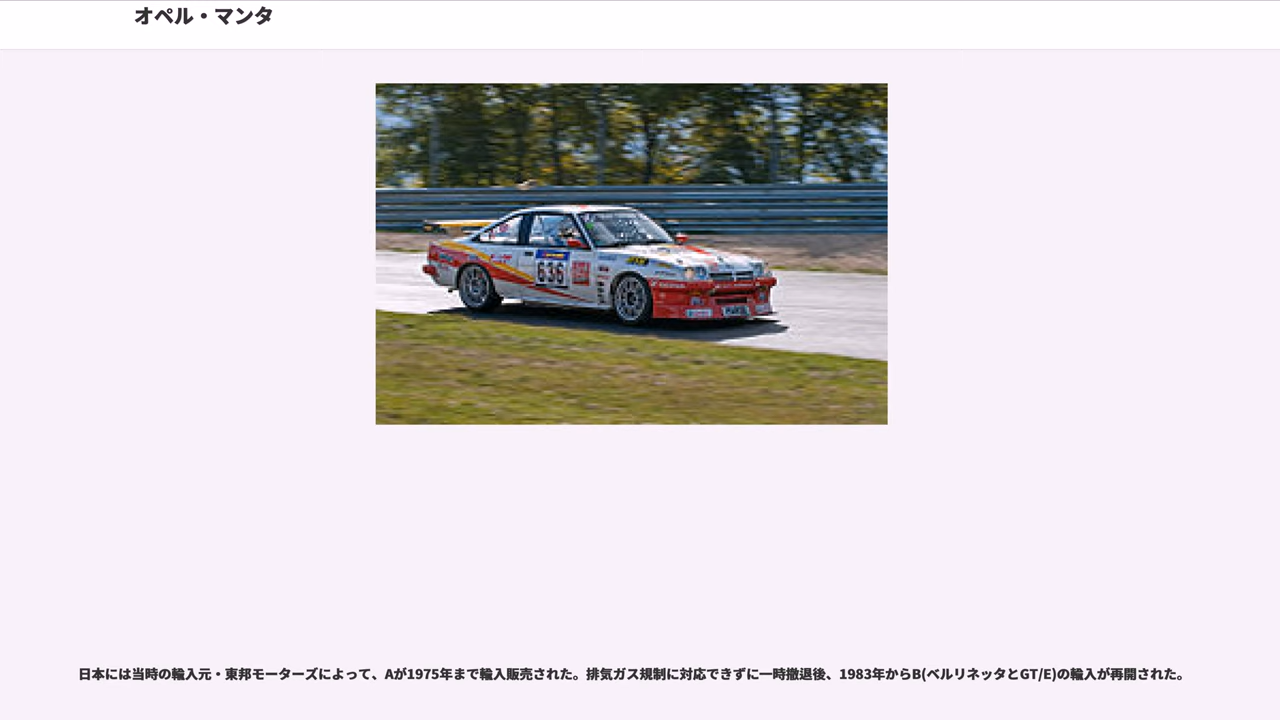 オペル・マンタ
636
日本には当時の輸入元・東邦モーターズによって、Aが1975年まで輸入販売された。排気ガス規制に対応できずに一時撤退後、1983年からB(ベルリネッタとGT/E)の輸入が再開された。